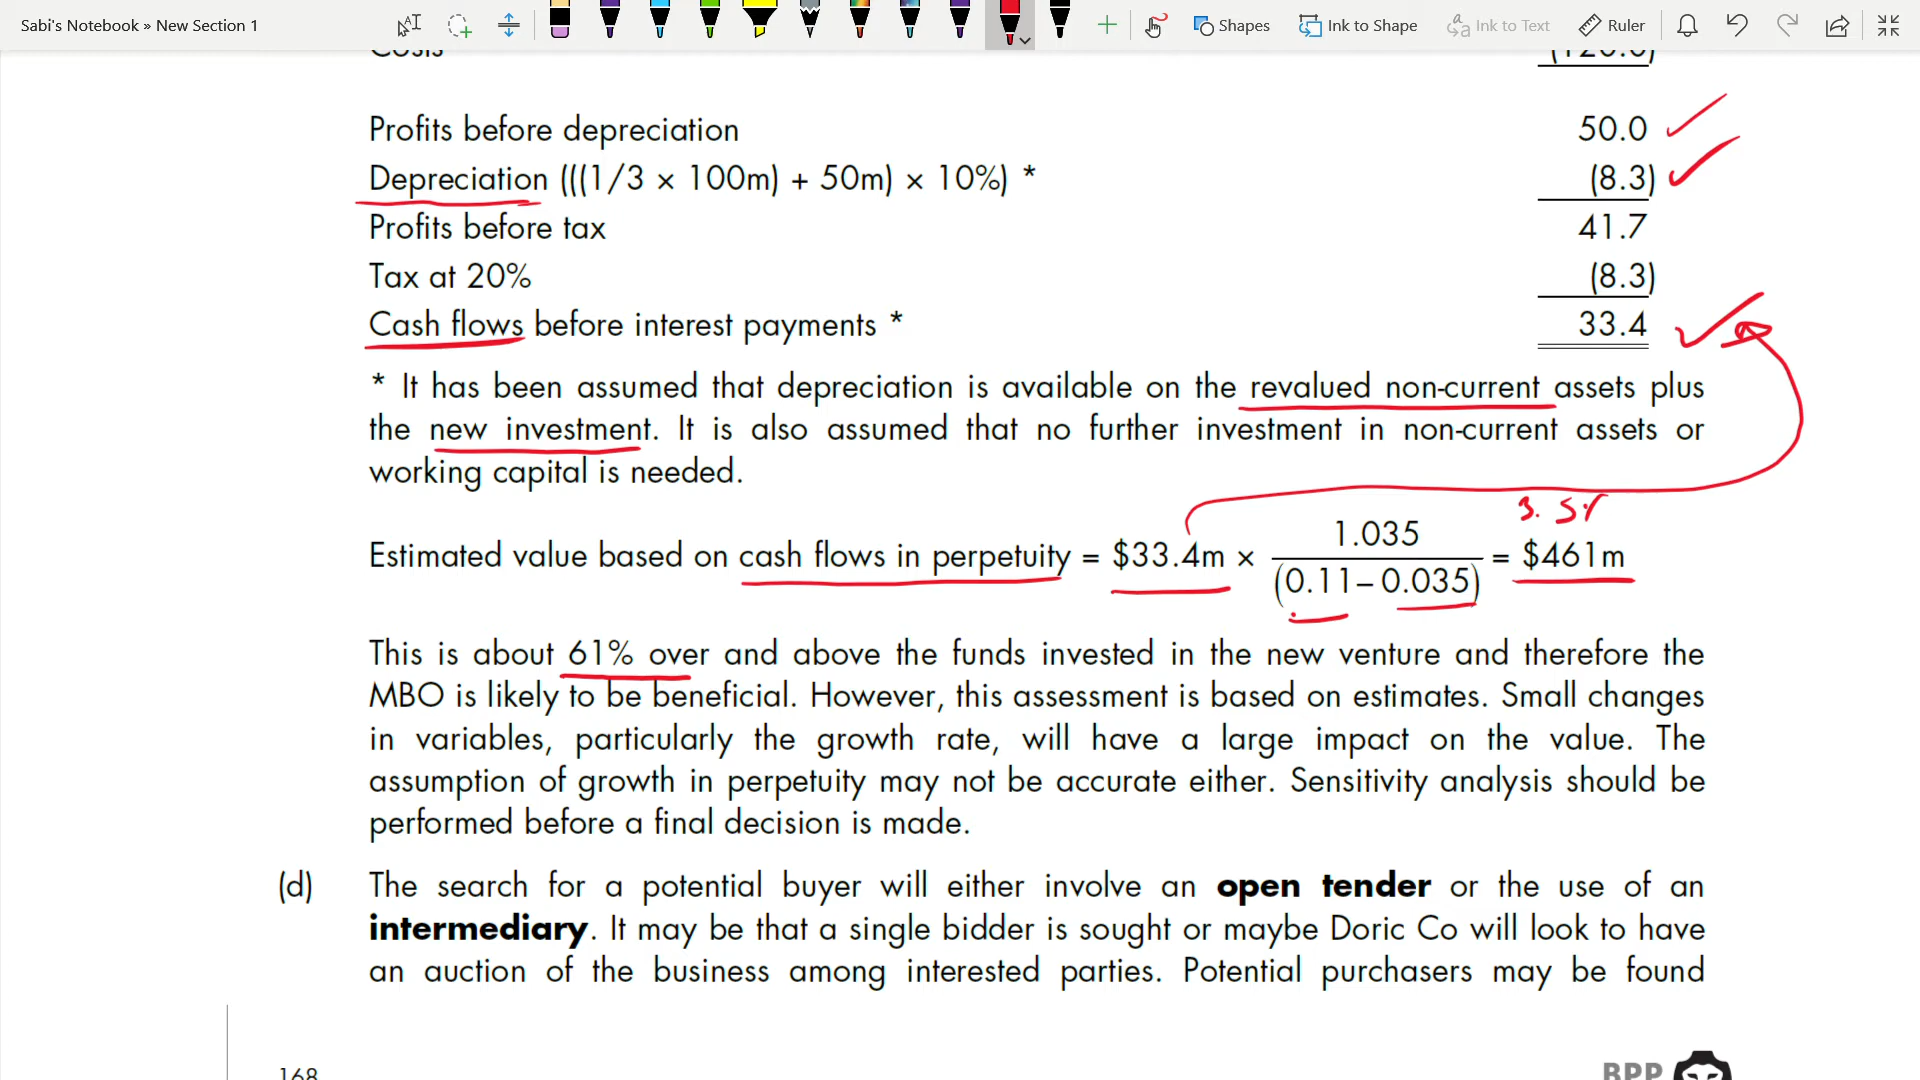 Sabi's Notebook » New Section 1
Shapes
Ink to Shape
Ink to Text
Ruler
Costs (120.0)
Profits before depreciation 50.0
Depreciation (((1/3 × 100m) + 50m) × 10%) * (8.3)
Profits before tax 41.7
Tax at 20% (8.3)
Cash flows before interest payments * 33.4
* It has been assumed that depreciation is available on the revalued non-current assets plus
the new investment. It is also assumed that no further investment in non-current assets or
working capital is needed.
3.5%
Estimated value based on cash flows in perpetuity = $33.4m × 1.035 / (0.11– 0.035) = $461m
This is about 61% over and above the funds invested in the new venture and therefore the
MBO is likely to be beneficial. However, this assessment is based on estimates. Small changes
in variables, particularly the growth rate, will have a large impact on the value. The
assumption of growth in perpetuity may not be accurate either. Sensitivity analysis should be
performed before a final decision is made.
(d) The search for a potential buyer will either involve an open tender or the use of an
intermediary. It may be that a single bidder is sought or maybe Doric Co will look to have
an auction of the business among interested parties. Potential purchasers may be found
168
BPP